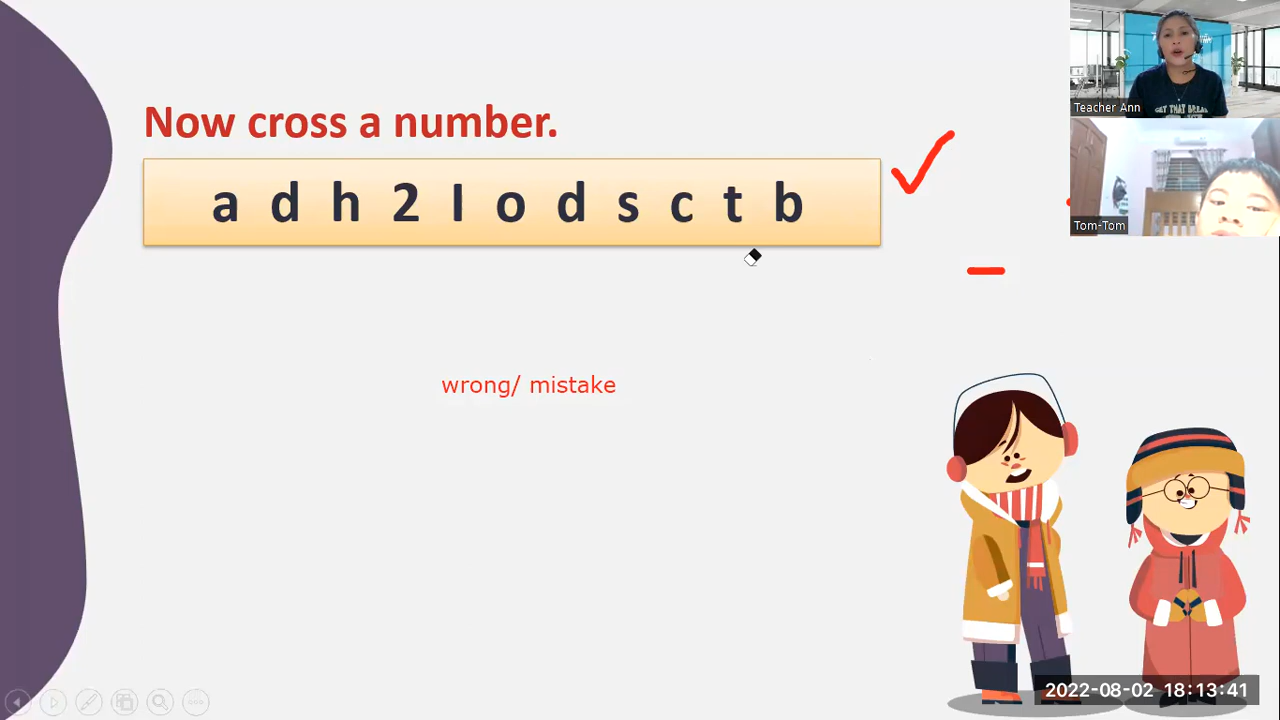 Now cross a number.
a d h 2 I o d s c t b
wrong/ mistake
Teacher Ann
Tom-Tom
2022-08-02 18:13:41